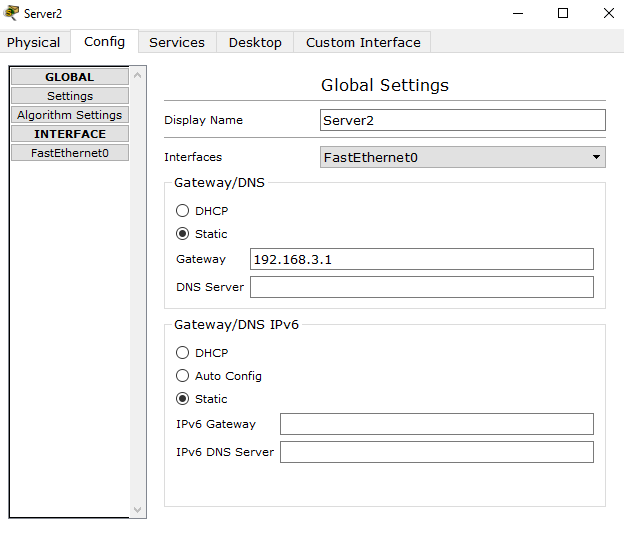 Server2
Physical Config Services Desktop Custom Interface
GLOBAL
Settings
Algorithm Settings
INTERFACE
FastEthernet0
Global Settings
Display Name Server2
Interfaces FastEthernet0
Gateway/DNS
DHCP
Static
Gateway 192.168.3.1
DNS Server
Gateway/DNS IPv6
DHCP
Auto Config
Static
IPv6 Gateway
IPv6 DNS Server